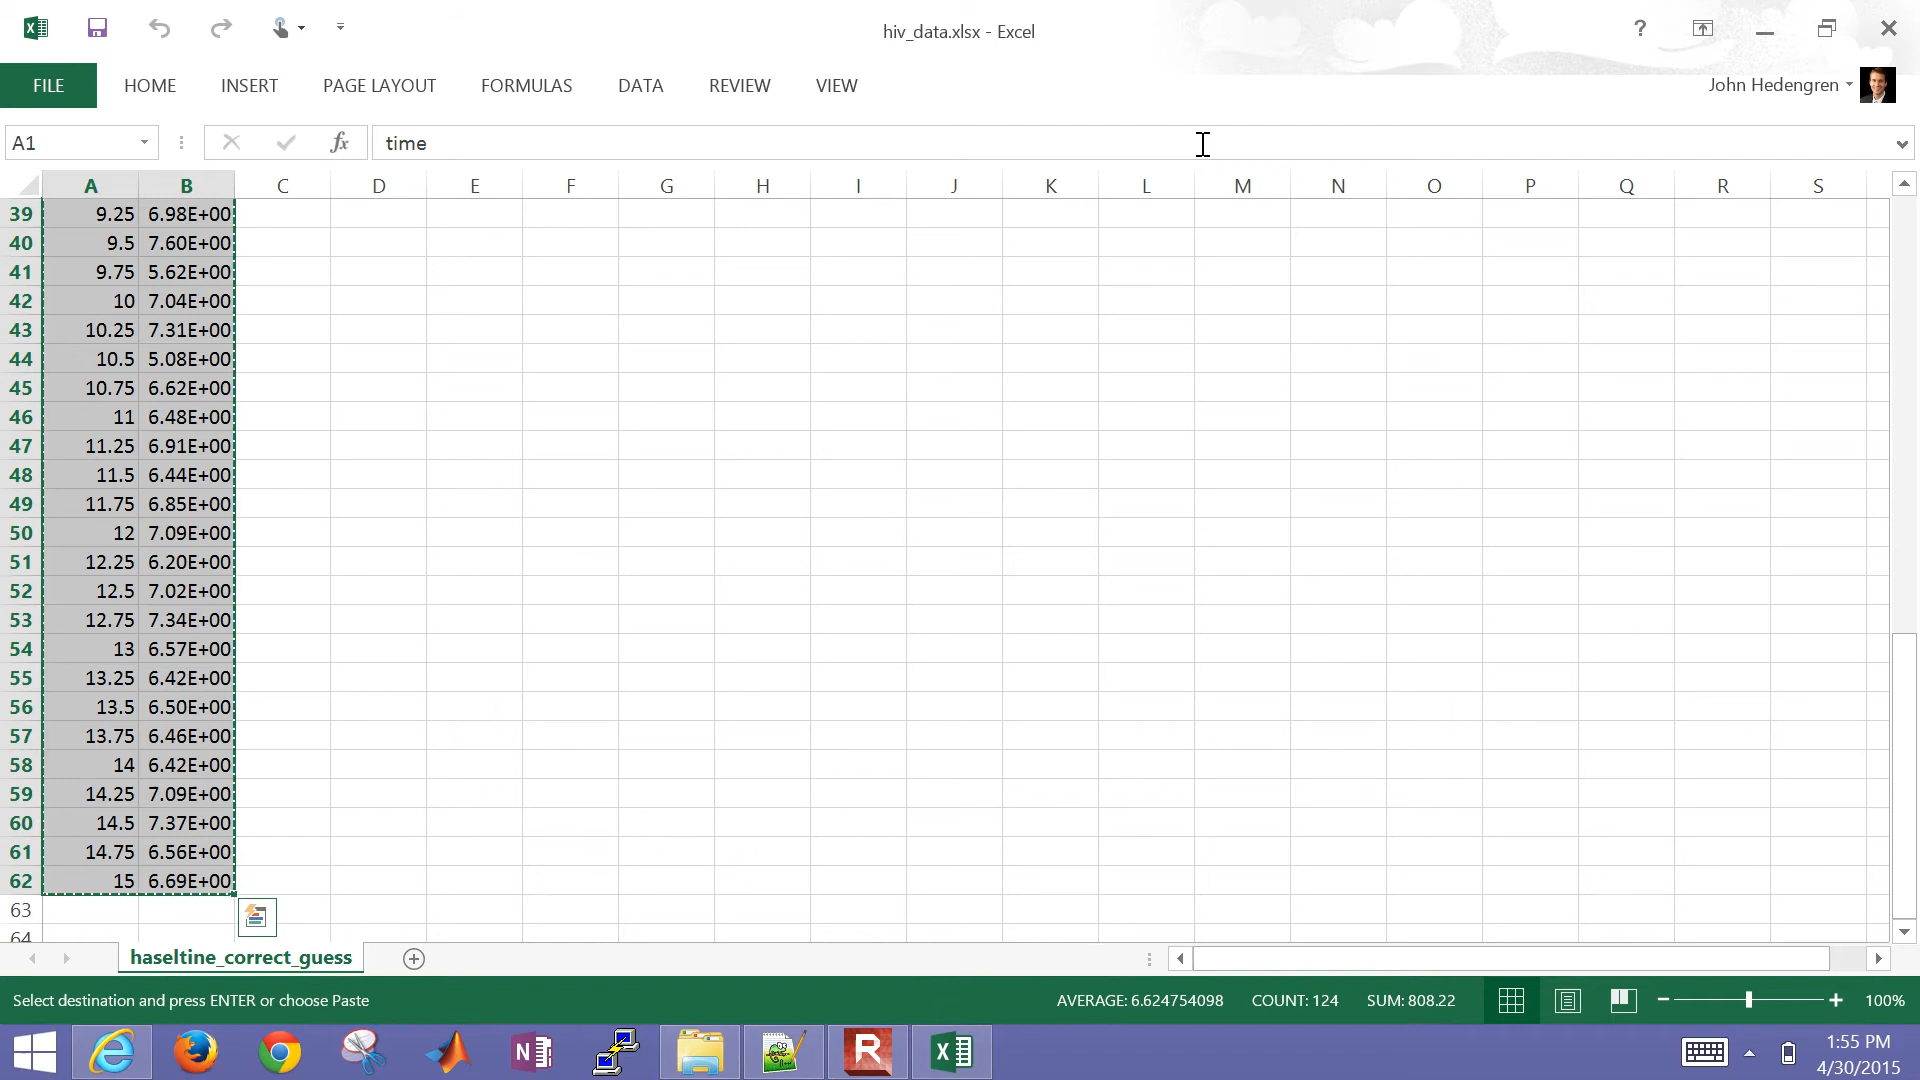 hiv_data.xlsx - Excel
?
FILE HOME INSERT PAGE LAYOUT FORMULAS DATA REVIEW VIEW John Hedengren
A1 fx time
A B C D E F G H I J K L M N O P Q R S
39 9.25 6.98E+00
40 9.5 7.60E+00
41 9.75 5.62E+00
42 10 7.04E+00
43 10.25 7.31E+00
44 10.5 5.08E+00
45 10.75 6.62E+00
46 11 6.48E+00
47 11.25 6.91E+00
48 11.5 6.44E+00
49 11.75 6.85E+00
50 12 7.09E+00
51 12.25 6.20E+00
52 12.5 7.02E+00
53 12.75 7.34E+00
54 13 6.57E+00
55 13.25 6.42E+00
56 13.5 6.50E+00
57 13.75 6.46E+00
58 14 6.42E+00
59 14.25 7.09E+00
60 14.5 7.37E+00
61 14.75 6.56E+00
62 15 6.69E+00
63
64
haseltine_correct_guess
Select destination and press ENTER or choose Paste AVERAGE: 6.624754098 COUNT: 124 SUM: 808.22 100%
1:55 PM
4/30/2015